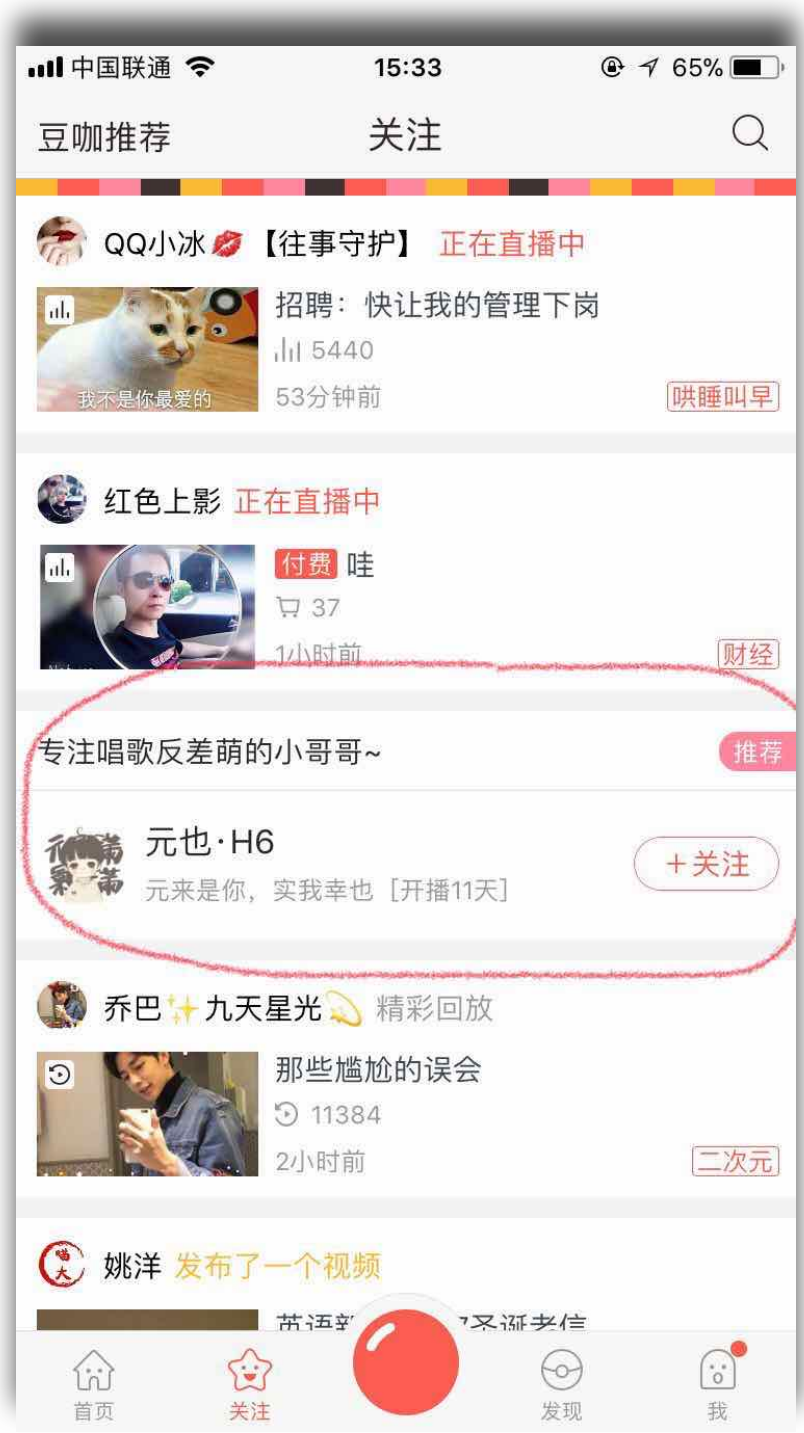 中国联通 15:33 65%
豆咖推荐 关注
QQ小冰💋【往事守护】 正在直播中
招聘：快让我的管理下岗
5440
我不是你最爱的
53分钟前 哄睡叫早
红色上影 正在直播中
付费 哇
37
1小时前 财经
专注唱歌反差萌的小哥哥~ 推荐
元也·H6
+关注
元来是你，实我幸也［开播11天］
乔巴✨九天星光💫 精彩回放
那些尴尬的误会
11384
2小时前 二次元
喵大 姚洋 发布了一个视频
首页 关注 发现 我